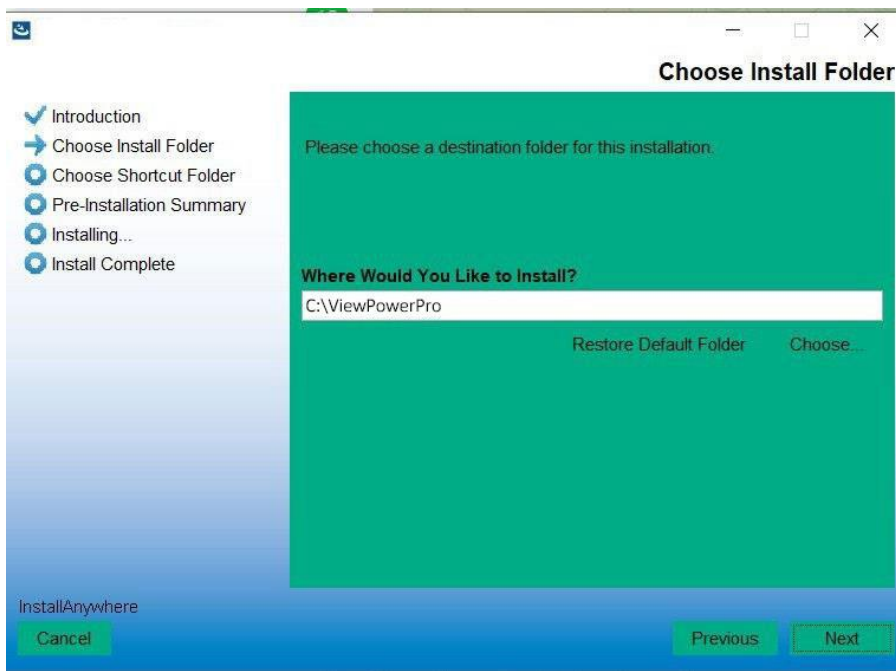 Choose Install Folder
Introduction
Choose Install Folder
Choose Shortcut Folder
Pre-Installation Summary
Installing...
Install Complete
Please choose a destination folder for this installation.
Where Would You Like to Install?
C:\ViewPowerPro
Restore Default Folder Choose...
InstallAnywhere
Cancel Previous Next